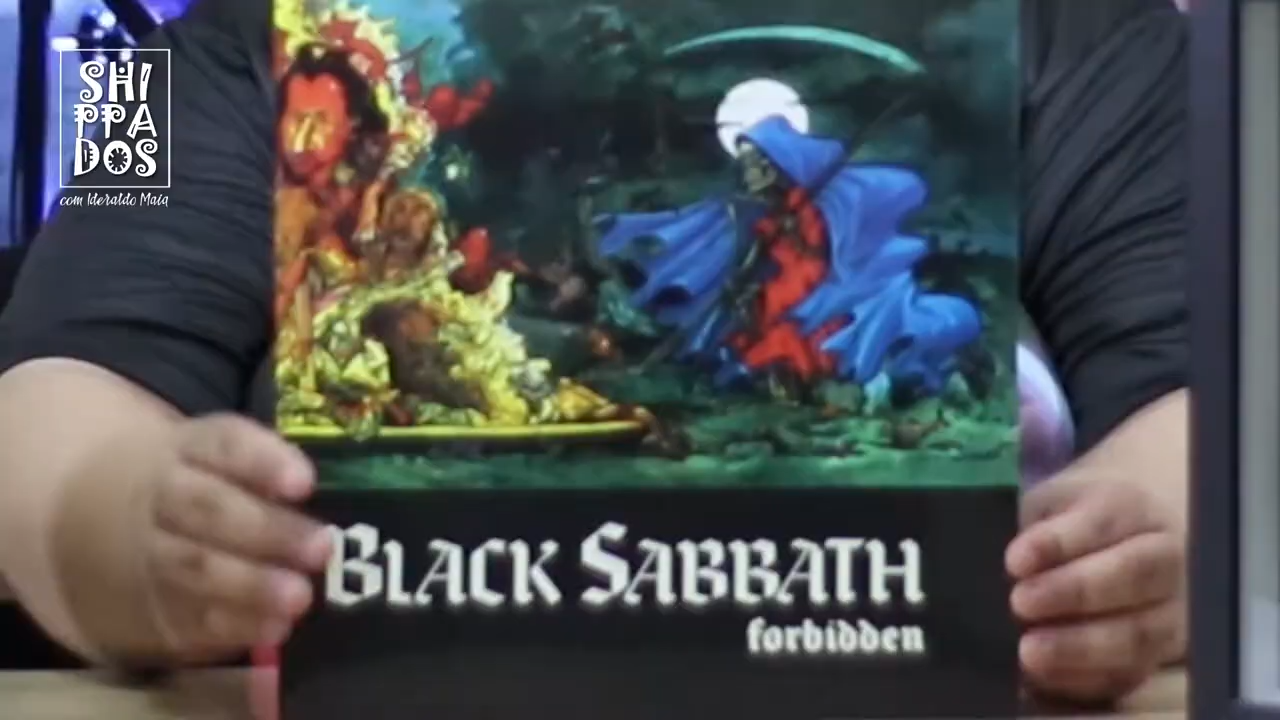 SHI
PPA
DOS
com Ideraldo Maia
BLACK SABBATH
forbidden